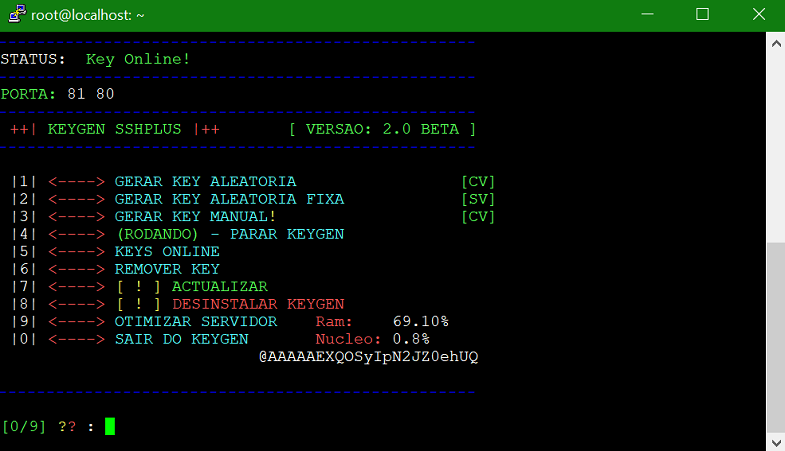 root@localhost: ~
STATUS: Key Online!
PORTA: 81 80
++| KEYGEN SSHPLUS |++ [ VERSAO: 2.0 BETA ]
|1| <----> GERAR KEY ALEATORIA [CV]
|2| <----> GERAR KEY ALEATORIA FIXA [SV]
|3| <----> GERAR KEY MANUAL! [CV]
|4| <----> (RODANDO) - PARAR KEYGEN
|5| <----> KEYS ONLINE
|6| <----> REMOVER KEY
|7| <----> [ ! ] ACTUALIZAR
|8| <----> [ ! ] DESINSTALAR KEYGEN
|9| <----> OTIMIZAR SERVIDOR Ram: 69.10%
|0| <----> SAIR DO KEYGEN Nucleo: 0.8%
@AAAAAEXQOSyIpN2JZ0ehUQ
[0/9] ?? :